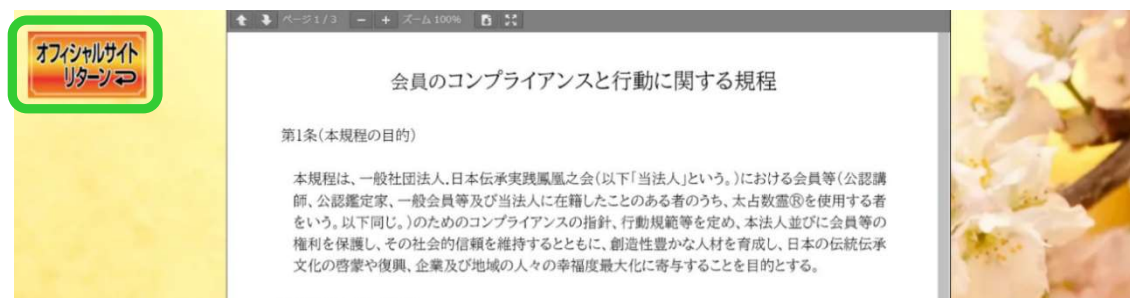 オフィシャルサイト
リターン
ページ 1 / 3
ズーム 100%
会員のコンプライアンスと行動に関する規程
第1条(本規程の目的)
本規程は、一般社団法人.日本伝承実践鳳凰之会(以下「当法人」という。)における会員等(公認講
師、公認鑑定家、一般会員等及び当法人に在籍したことのある者のうち、太占数霊®を使用する者
をいう。以下同じ。)のためのコンプライアンスの指針、行動規範等を定め、本法人並びに会員等の
権利を保護し、その社会的信頼を維持するとともに、創造性豊かな人材を育成し、日本の伝統伝承
文化の啓蒙や復興、企業及び地域の人々の幸福度最大化に寄与することを目的とする。